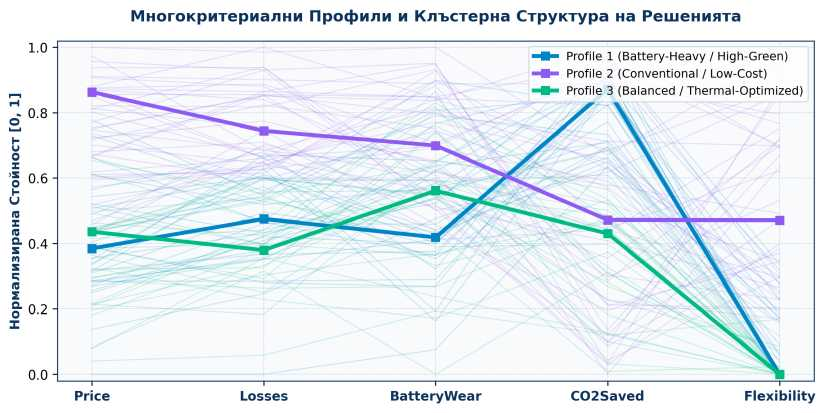 Многокритериални Профили и Клъстерна Структура на Решенията
Нормализирана Стойност [0, 1]
1.0
0.8
0.6
0.4
0.2
0.0
Profile 1 (Battery-Heavy / High-Green)
Profile 2 (Conventional / Low-Cost)
Profile 3 (Balanced / Thermal-Optimized)
Price Losses BatteryWear CO2Saved Flexibility